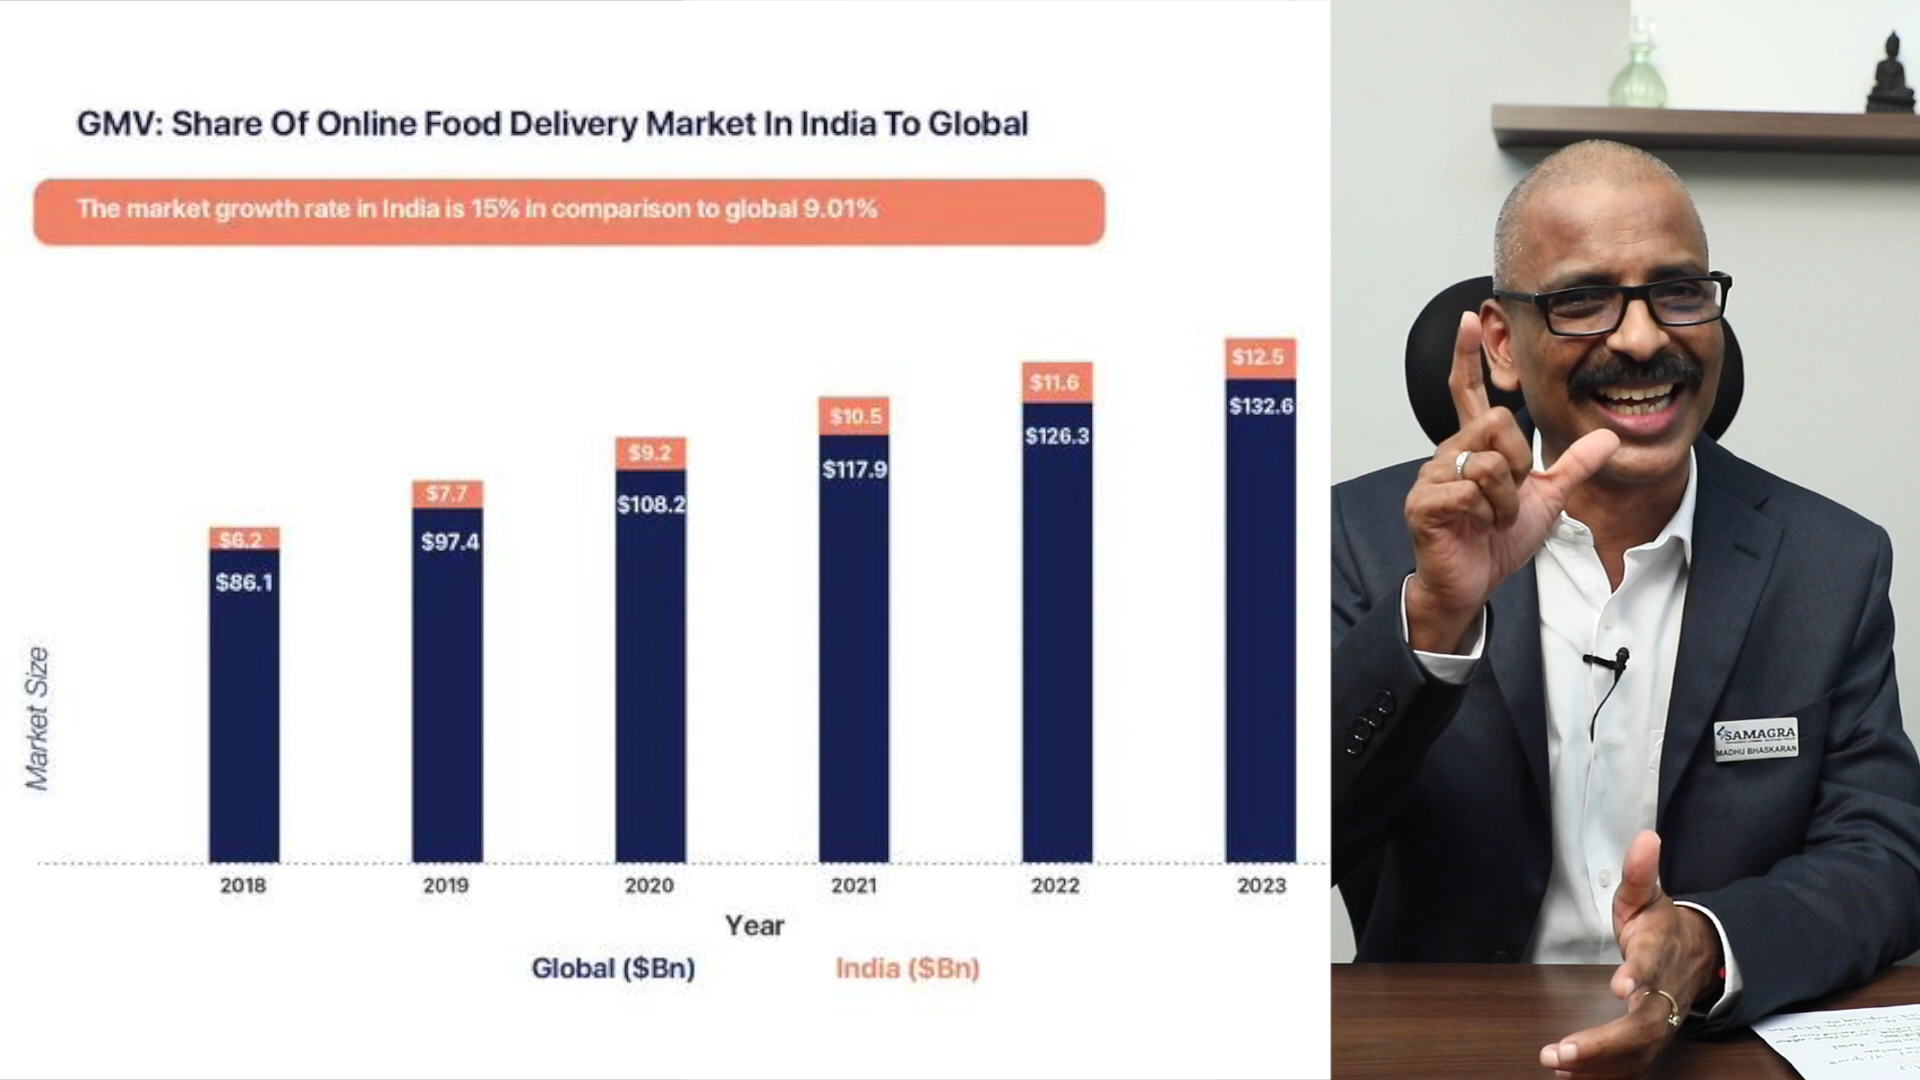 GMV: Share Of Online Food Delivery Market In India To Global
The market growth rate in India is 15% in comparison to global 9.01%
$6.2
$86.1
$7.7
$97.4
$9.2
$108.2
$10.5
$117.9
$11.6
$126.3
$12.5
$132.6
Market Size
2018 2019 2020 2021 2022 2023
Year
Global ($Bn) India ($Bn)
SAMAGRA
MADHU BHASKARAN